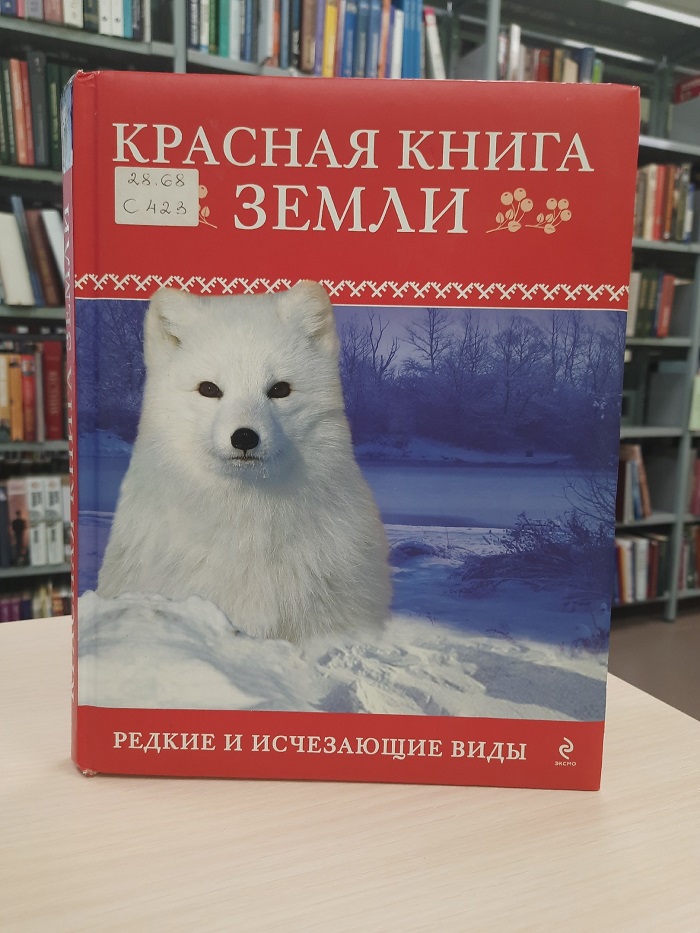 КРАСНАЯ КНИГА
28.68
С 423
ЗЕМЛИ
РЕДКИЕ И ИСЧЕЗАЮЩИЕ ВИДЫ
ЭКСМО